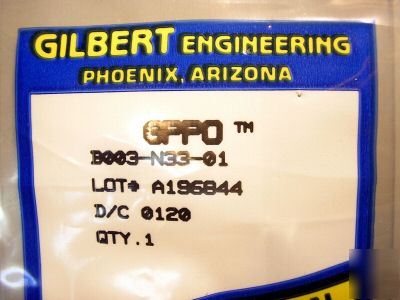 GILBERT ENGINEERING
PHOENIX, ARIZONA
GPPO ™
B003-N33-01
LOT# A196844
D/C 0120
QTY.1